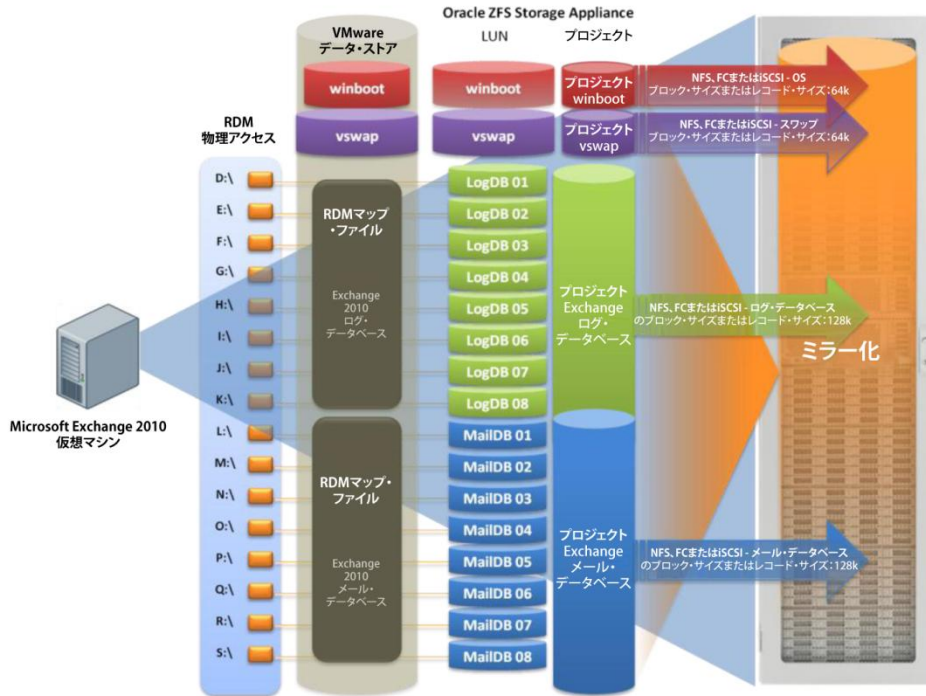 Oracle ZFS Storage Appliance
VMware
データ・ストア
LUN
プロジェクト
winboot
winboot
プロジェクト
winboot
NFS、FCまたはiSCSI - OS
ブロック・サイズまたはレコード・サイズ：64k
RDM
物理アクセス
vswap
vswap
プロジェクト
vswap
NFS、FCまたはiSCSI - スワップ
ブロック・サイズまたはレコード・サイズ：64k
D:\
E:\
F:\
G:\
H:\
I:\
J:\
K:\
L:\
M:\
N:\
O:\
P:\
Q:\
R:\
S:\
RDMマップ
・ファイル
Exchange
2010
ログ・
データベース
RDMマップ・
ファイル
Exchange
2010
メール・
データベース
LogDB 01
LogDB 02
LogDB 03
LogDB 04
LogDB 05
LogDB 06
LogDB 07
LogDB 08
MailDB 01
MailDB 02
MailDB 03
MailDB 04
MailDB 05
MailDB 06
MailDB 07
MailDB 08
プロジェクト
Exchange
ログ・
データベース
プロジェクト
Exchange
メール・
データベース
NFS、FCまたはiSCSI - ログ・データベース
のブロック・サイズまたはレコード・サイズ：128k
ミラー化
NFS、FCまたはiSCSI - メール・データベース
のブロック・サイズまたはレコード・サイズ：128k
Microsoft Exchange 2010
仮想マシン